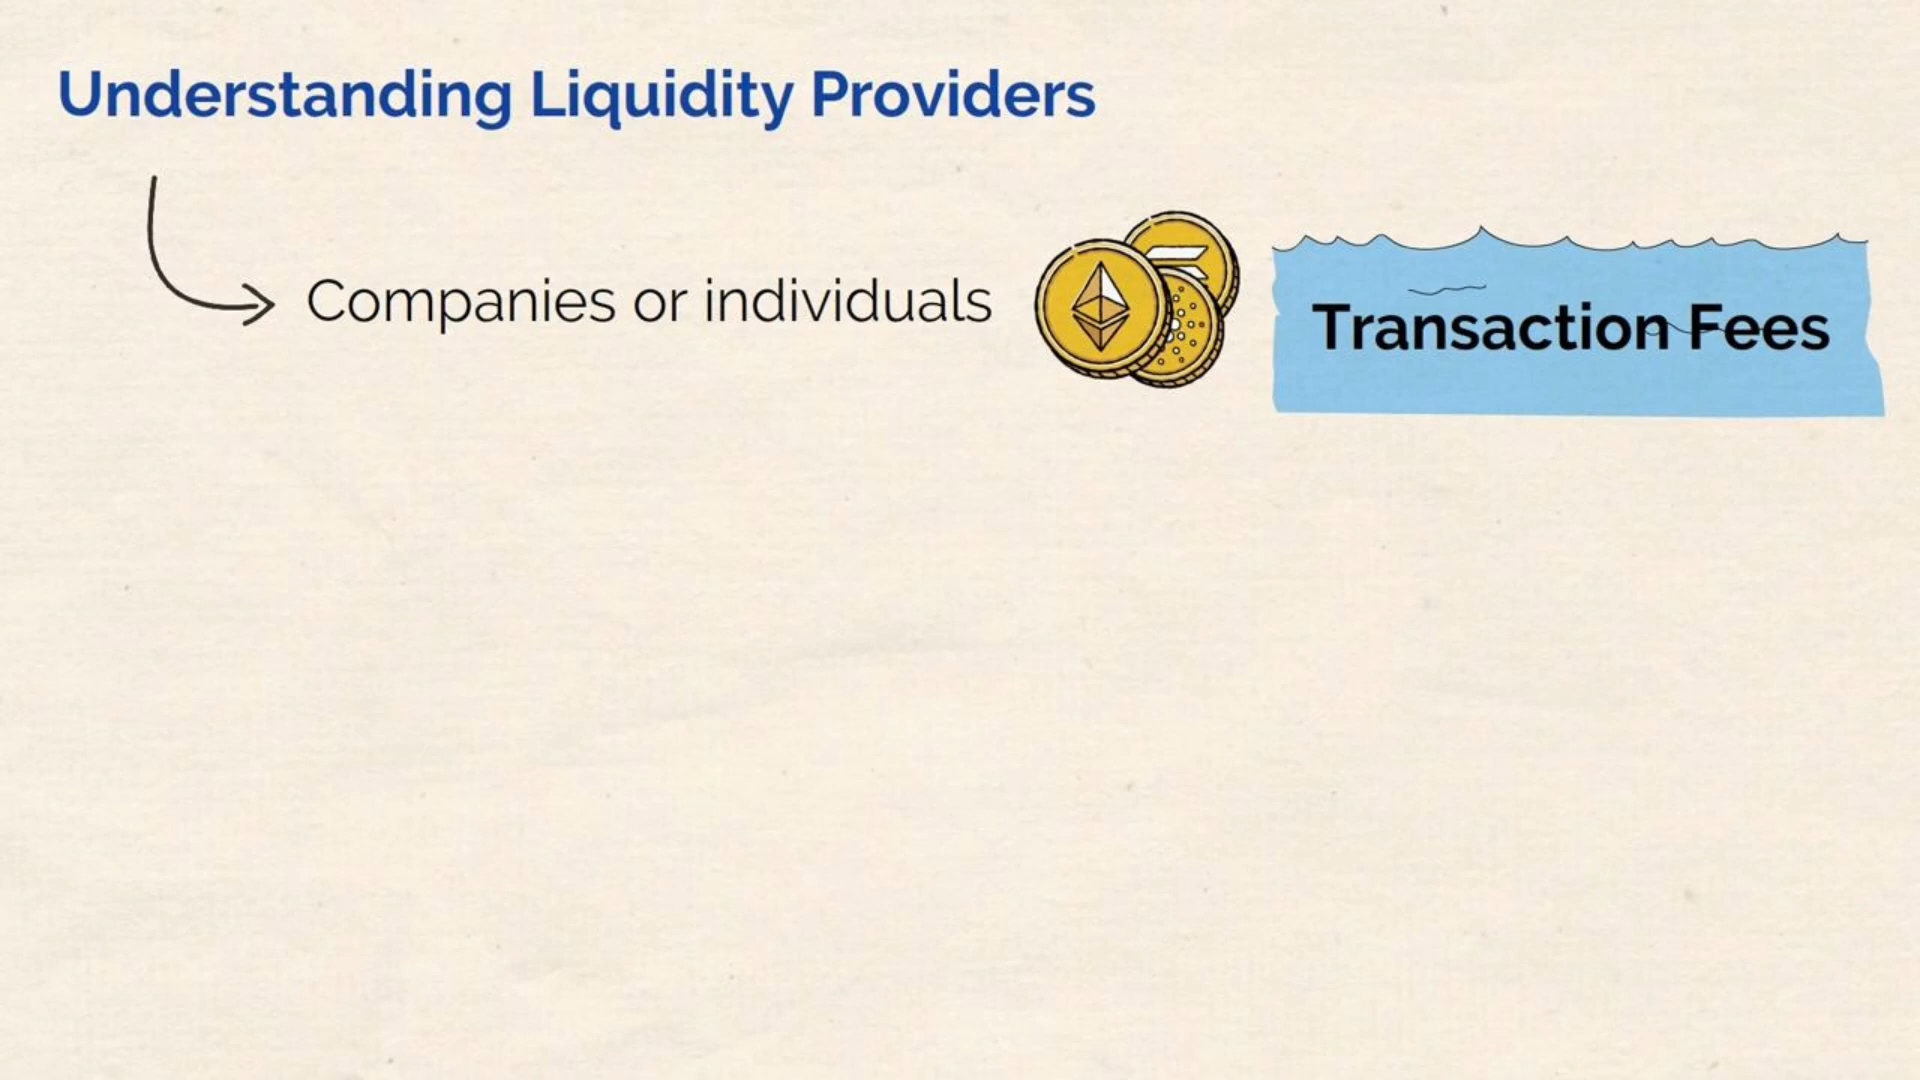 Understanding Liquidity Providers
Companies or individuals
Transaction Fees